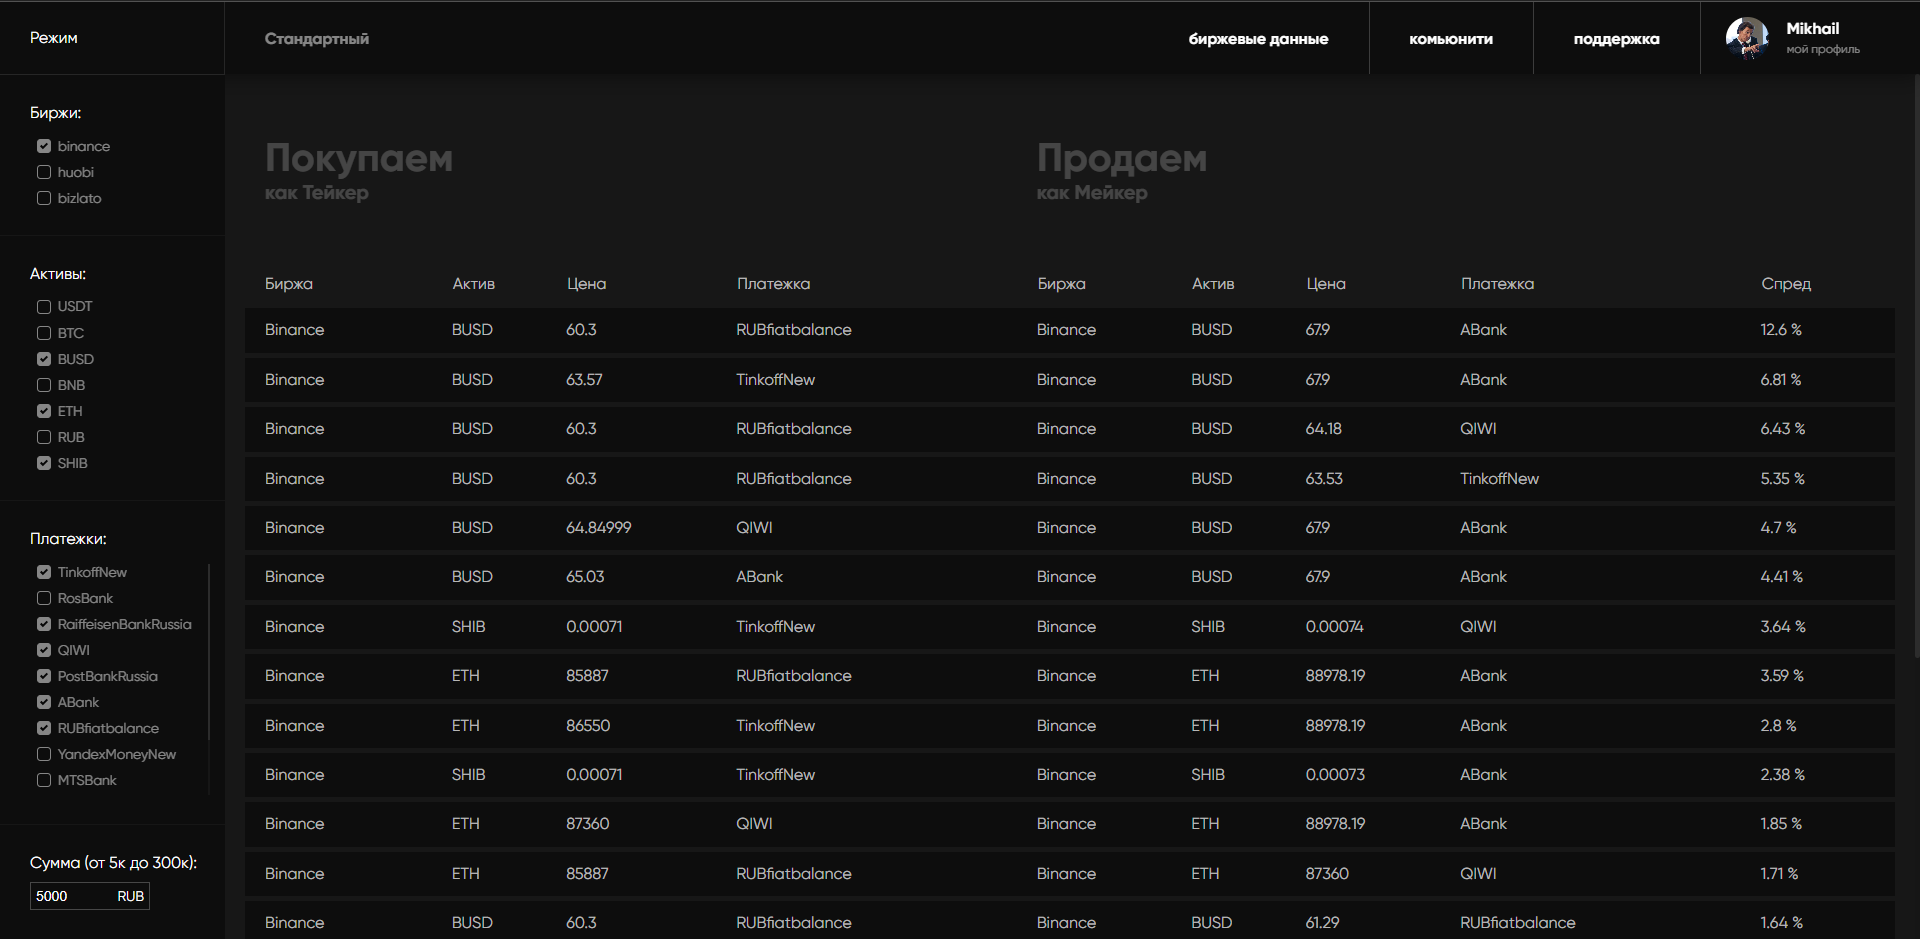 Режим
Стандартный
биржевые данные
комьюнити
поддержка
Mikhail
мой профиль
Биржи:
binance
huobi
bizlato
Активы:
USDT
BTC
BUSD
BNB
ETH
RUB
SHIB
Платежки:
TinkoffNew
RosBank
RaiffeisenBankRussia
QIWI
PostBankRussia
ABank
RUBfiatbalance
YandexMoneyNew
MTSBank
Сумма (от 5к до 300к):
5000 RUB
Покупаем
как Тейкер
Продаем
как Мейкер
Биржа Актив Цена Платежка Биржа Актив Цена Платежка Спред
Binance BUSD 60.3 RUBfiatbalance Binance BUSD 67.9 ABank 12.6 %
Binance BUSD 63.57 TinkoffNew Binance BUSD 67.9 ABank 6.81 %
Binance BUSD 60.3 RUBfiatbalance Binance BUSD 64.18 QIWI 6.43 %
Binance BUSD 60.3 RUBfiatbalance Binance BUSD 63.53 TinkoffNew 5.35 %
Binance BUSD 64.84999 QIWI Binance BUSD 67.9 ABank 4.7 %
Binance BUSD 65.03 ABank Binance BUSD 67.9 ABank 4.41 %
Binance SHIB 0.00071 TinkoffNew Binance SHIB 0.00074 QIWI 3.64 %
Binance ETH 85887 RUBfiatbalance Binance ETH 88978.19 ABank 3.59 %
Binance ETH 86550 TinkoffNew Binance ETH 88978.19 ABank 2.8 %
Binance SHIB 0.00071 TinkoffNew Binance SHIB 0.00073 ABank 2.38 %
Binance ETH 87360 QIWI Binance ETH 88978.19 ABank 1.85 %
Binance ETH 85887 RUBfiatbalance Binance ETH 87360 QIWI 1.71 %
Binance BUSD 60.3 RUBfiatbalance Binance BUSD 61.29 RUBfiatbalance 1.64 %